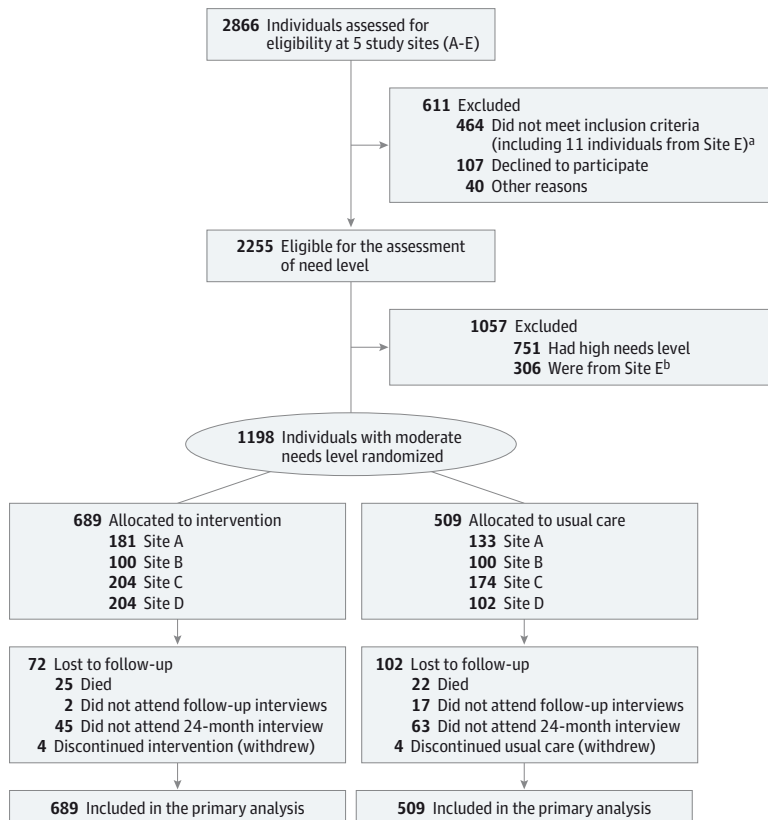 2866 Individuals assessed for
eligibility at 5 study sites (A-E)
611 Excluded
464 Did not meet inclusion criteria
(including 11 individuals from Site E)a
107 Declined to participate
40 Other reasons
2255 Eligible for the assessment
of need level
1057 Excluded
751 Had high needs level
306 Were from Site Eb
1198 Individuals with moderate
needs level randomized
689 Allocated to intervention
181 Site A
100 Site B
204 Site C
204 Site D
509 Allocated to usual care
133 Site A
100 Site B
174 Site C
102 Site D
72 Lost to follow-up
25 Died
2 Did not attend follow-up interviews
45 Did not attend 24-month interview
4 Discontinued intervention (withdrew)
102 Lost to follow-up
22 Died
17 Did not attend follow-up interviews
63 Did not attend 24-month interview
4 Discontinued usual care (withdrew)
689 Included in the primary analysis
509 Included in the primary analysis